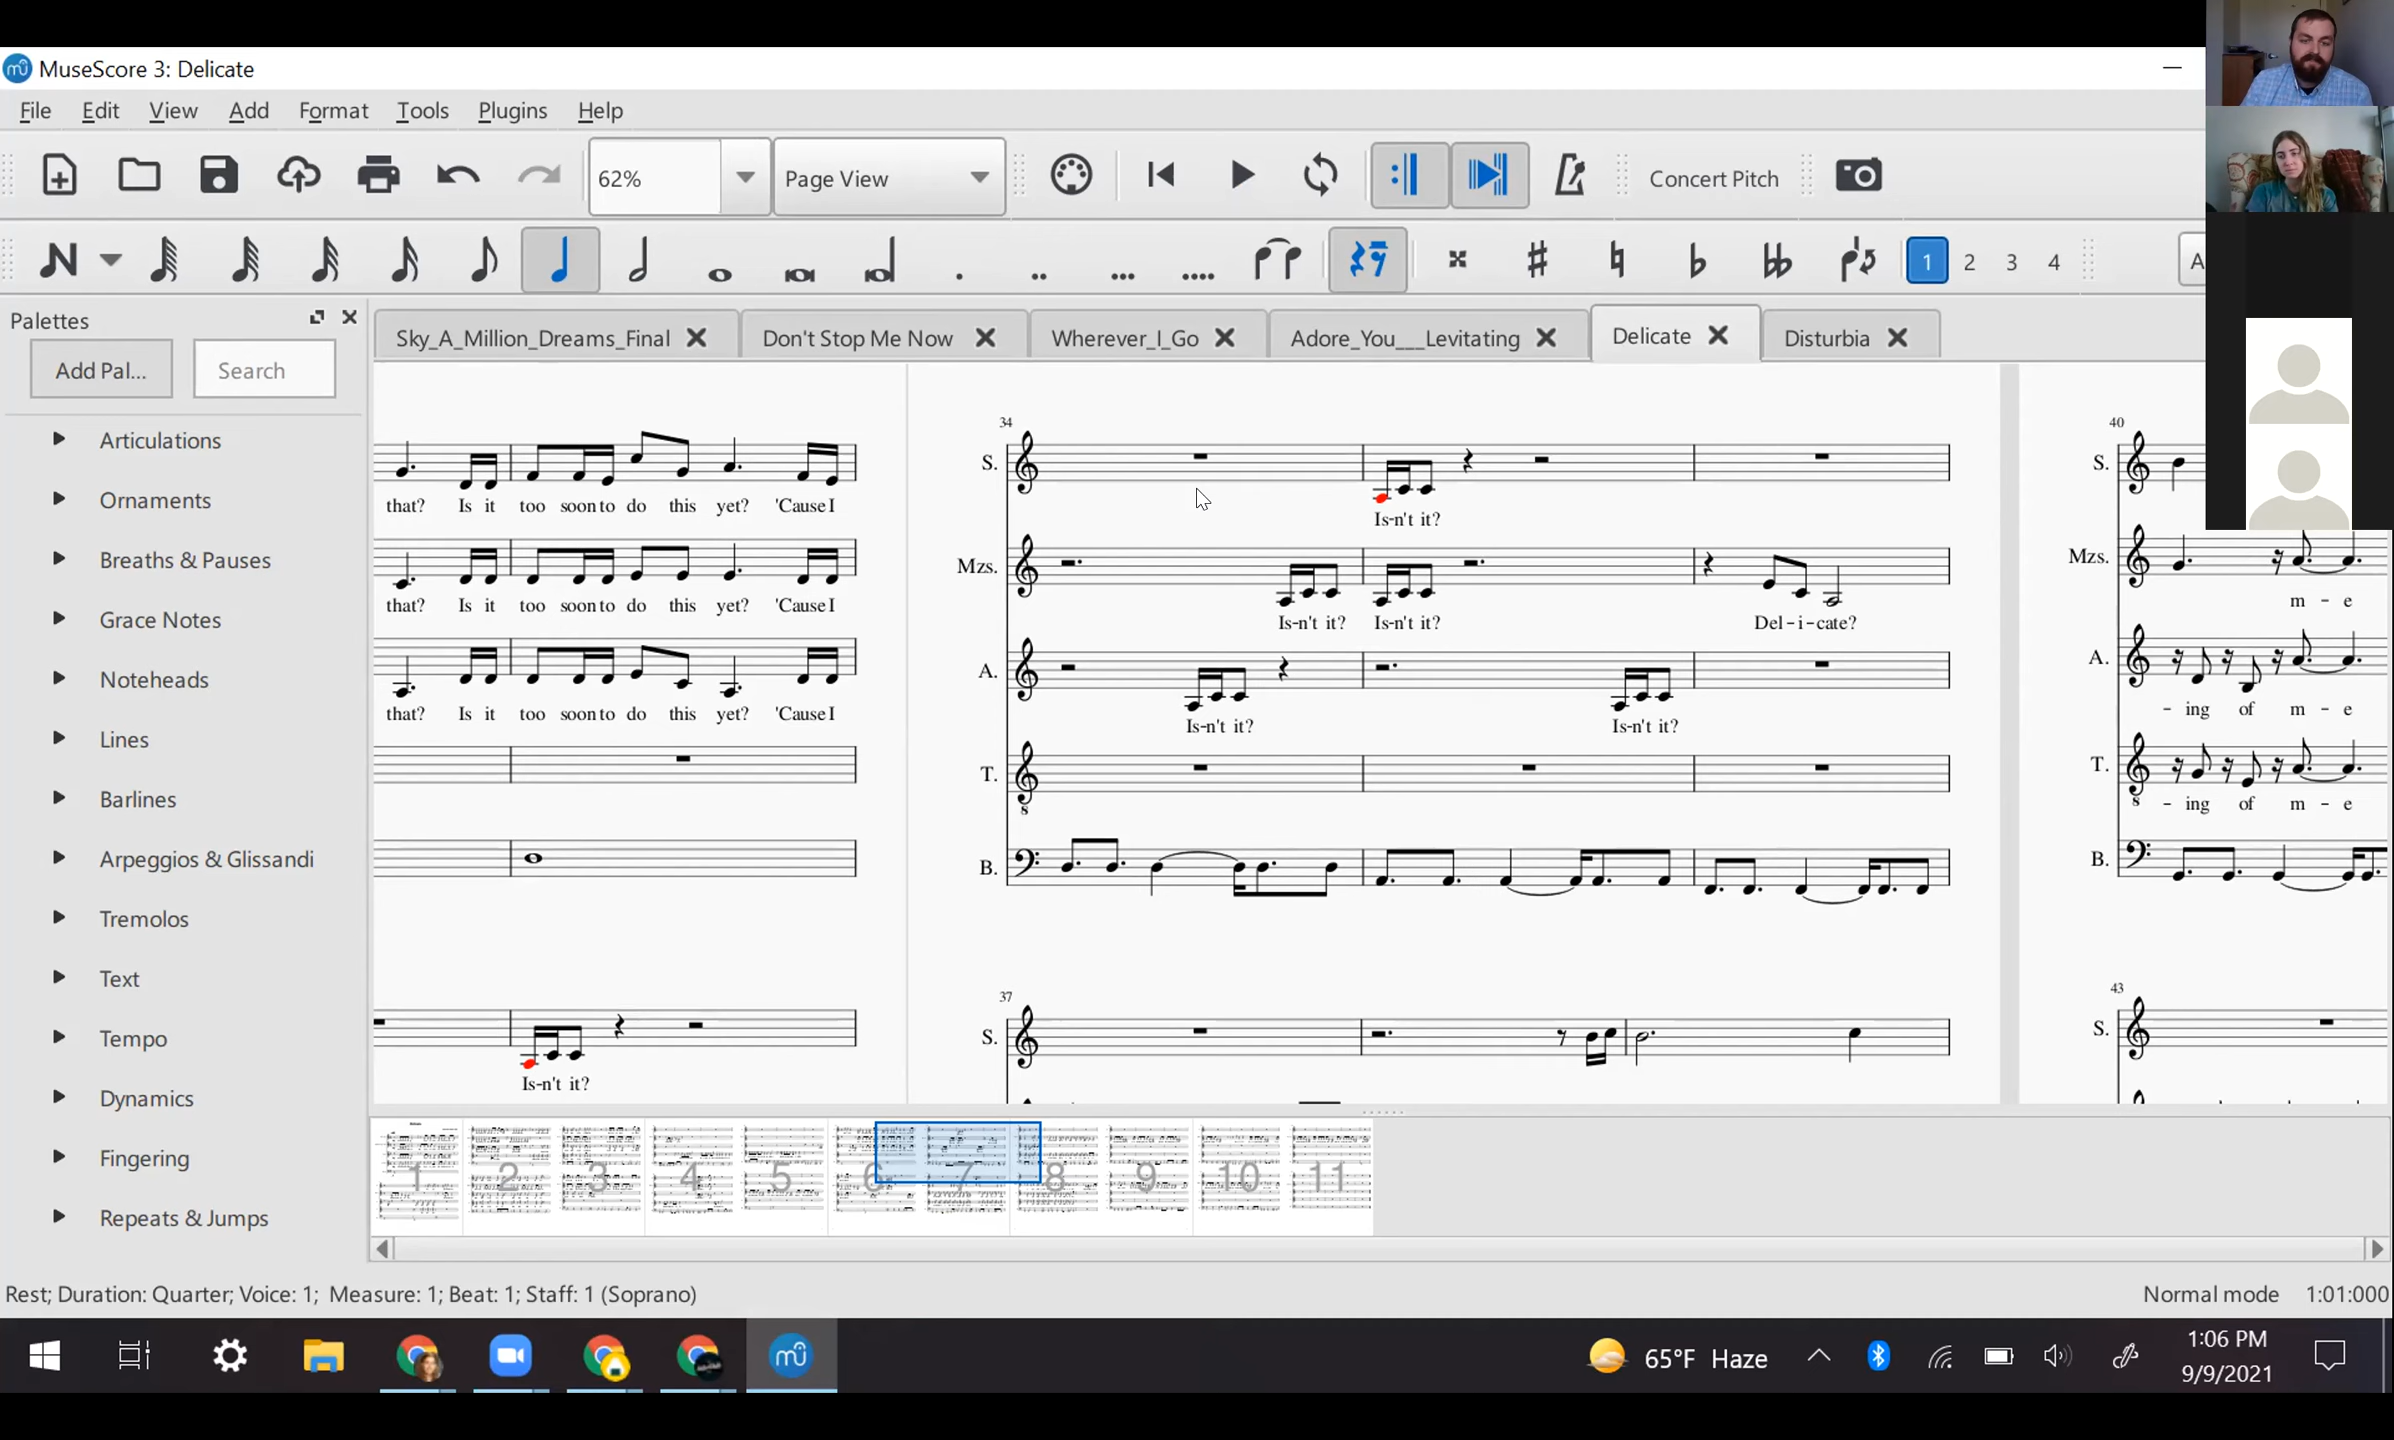 MuseScore 3: Delicate
File Edit View Add Format Tools Plugins Help
62% Page View Concert Pitch
1 2 3 4 A
Palettes
Add Pal... Search
Sky_A_Million_Dreams_Final Don't Stop Me Now Wherever_I_Go Adore_You___Levitating Delicate Disturbia
Articulations
Ornaments
Breaths & Pauses
Grace Notes
Noteheads
Lines
Barlines
Arpeggios & Glissandi
Tremolos
Text
Tempo
Dynamics
Fingering
Repeats & Jumps
that? Is it too soon to do this yet? 'Cause I
that? Is it too soon to do this yet? 'Cause I
that? Is it too soon to do this yet? 'Cause I
Is-n't it?
34
S.
Is-n't it?
Mzs.
Is-n't it? Is-n't it? Del-i-cate?
A.
Is-n't it? Is-n't it?
T.
8
B.
37
S.
40
S.
Mzs.
m - e
A.
- ing of m - e
T.
8 - ing of m - e
B.
43
S.
1 2 3 4 5 6 7 8 9 10 11
Rest; Duration: Quarter; Voice: 1; Measure: 1; Beat: 1; Staff: 1 (Soprano)
Normal mode 1:01:000
65°F Haze
1:06 PM
9/9/2021